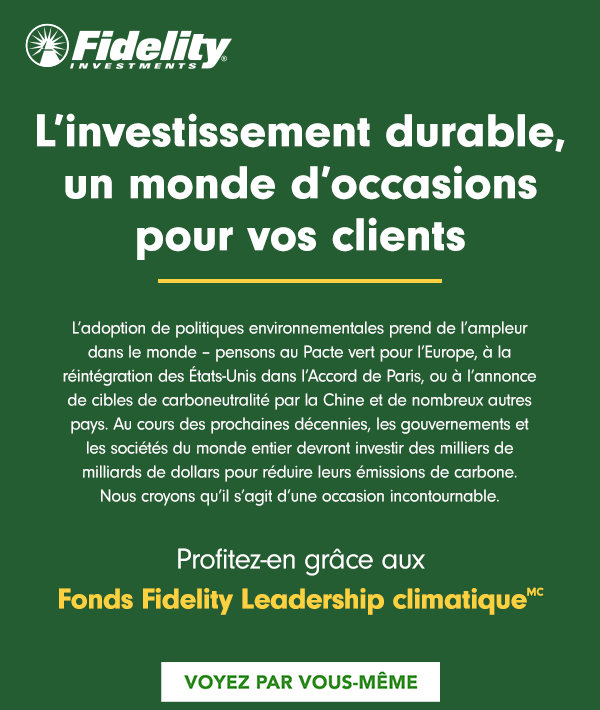 Fidelity
INVESTMENTS®
L'investissement durable,
un monde d'occasions
pour vos clients
L'adoption de politiques environnementales prend de l'ampleur
dans le monde – pensons au Pacte vert pour l'Europe, à la
réintégration des États-Unis dans l'Accord de Paris, ou à l'annonce
de cibles de carboneutralité par la Chine et de nombreux autres
pays. Au cours des prochaines décennies, les gouvernements et
les sociétés du monde entier devront investir des milliers de
milliards de dollars pour réduire leurs émissions de carbone.
Nous croyons qu'il s'agit d'une occasion incontournable.
Profitez-en grâce aux
Fonds Fidelity Leadership climatiqueMC
VOYEZ PAR VOUS-MÊME